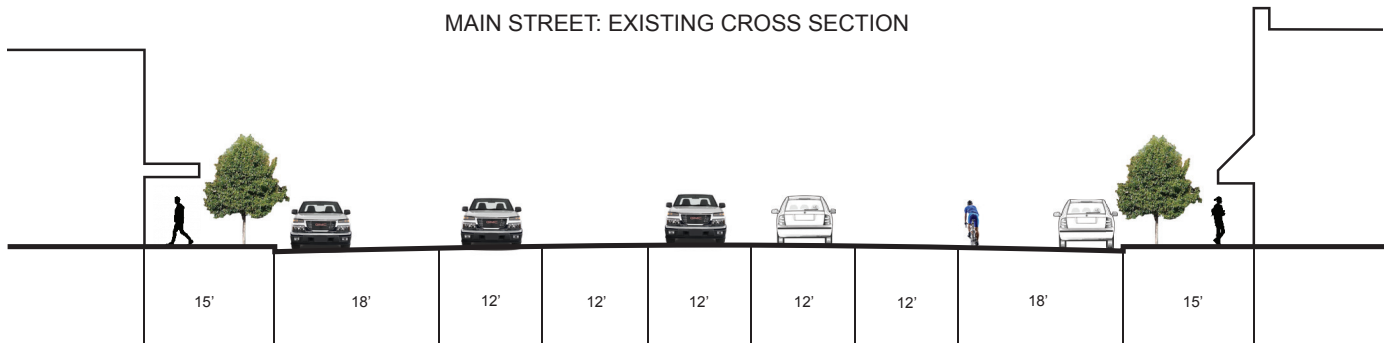 MAIN STREET: EXISTING CROSS SECTION
15’ 18’ 12’ 12’ 12’ 12’ 12’ 18’ 15’